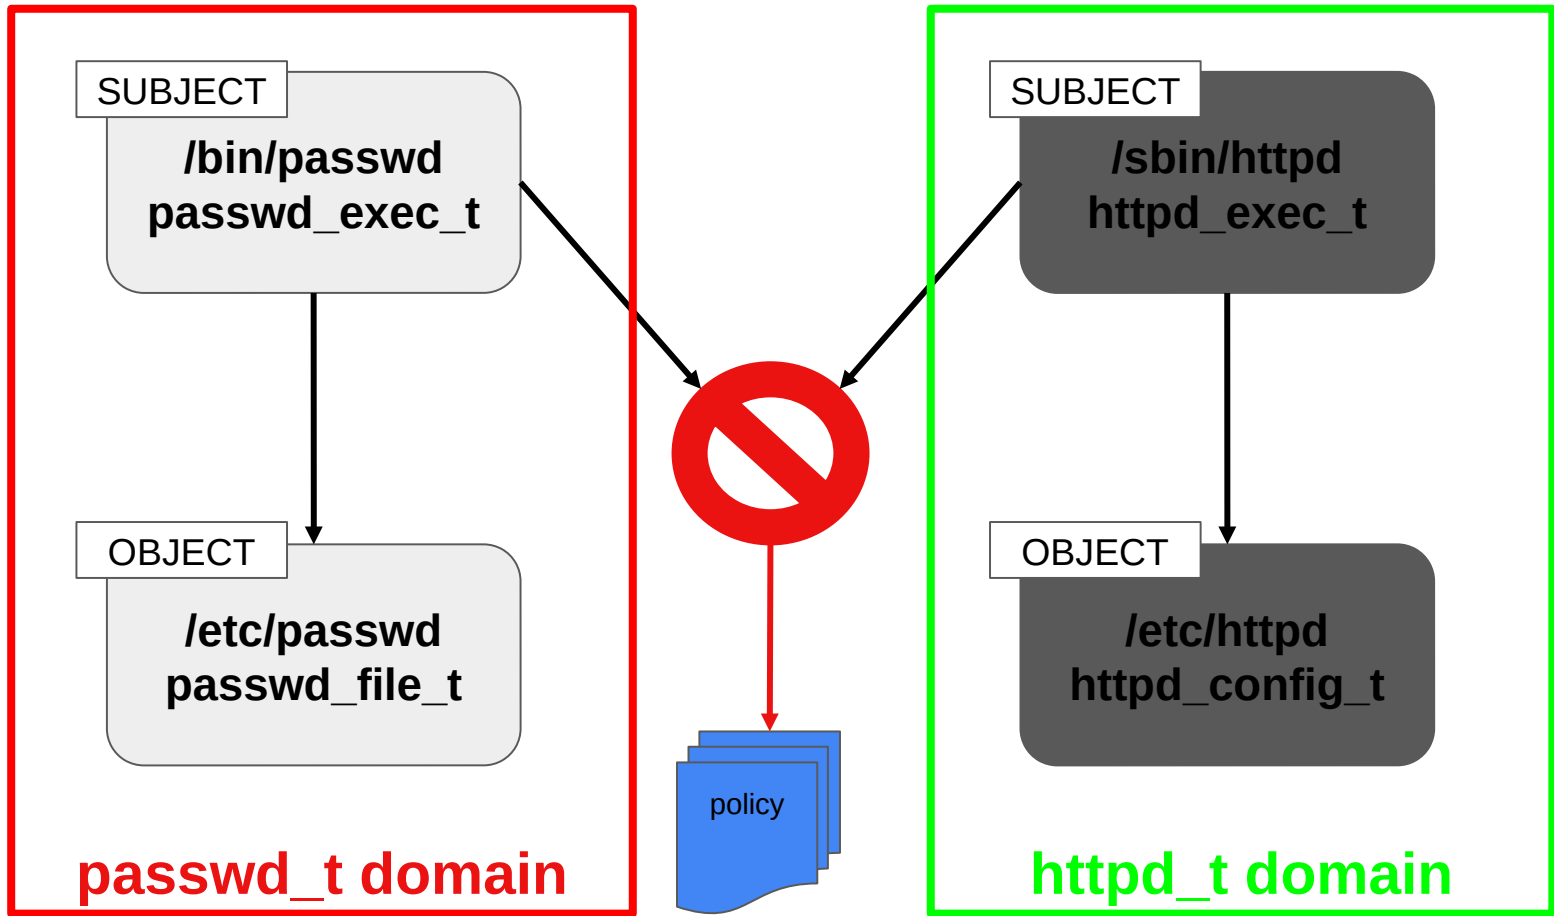 SUBJECT
/bin/passwd
passwd_exec_t
OBJECT
/etc/passwd
passwd_file_t
passwd_t domain
policy
SUBJECT
/sbin/httpd
httpd_exec_t
OBJECT
/etc/httpd
httpd_config_t
httpd_t domain